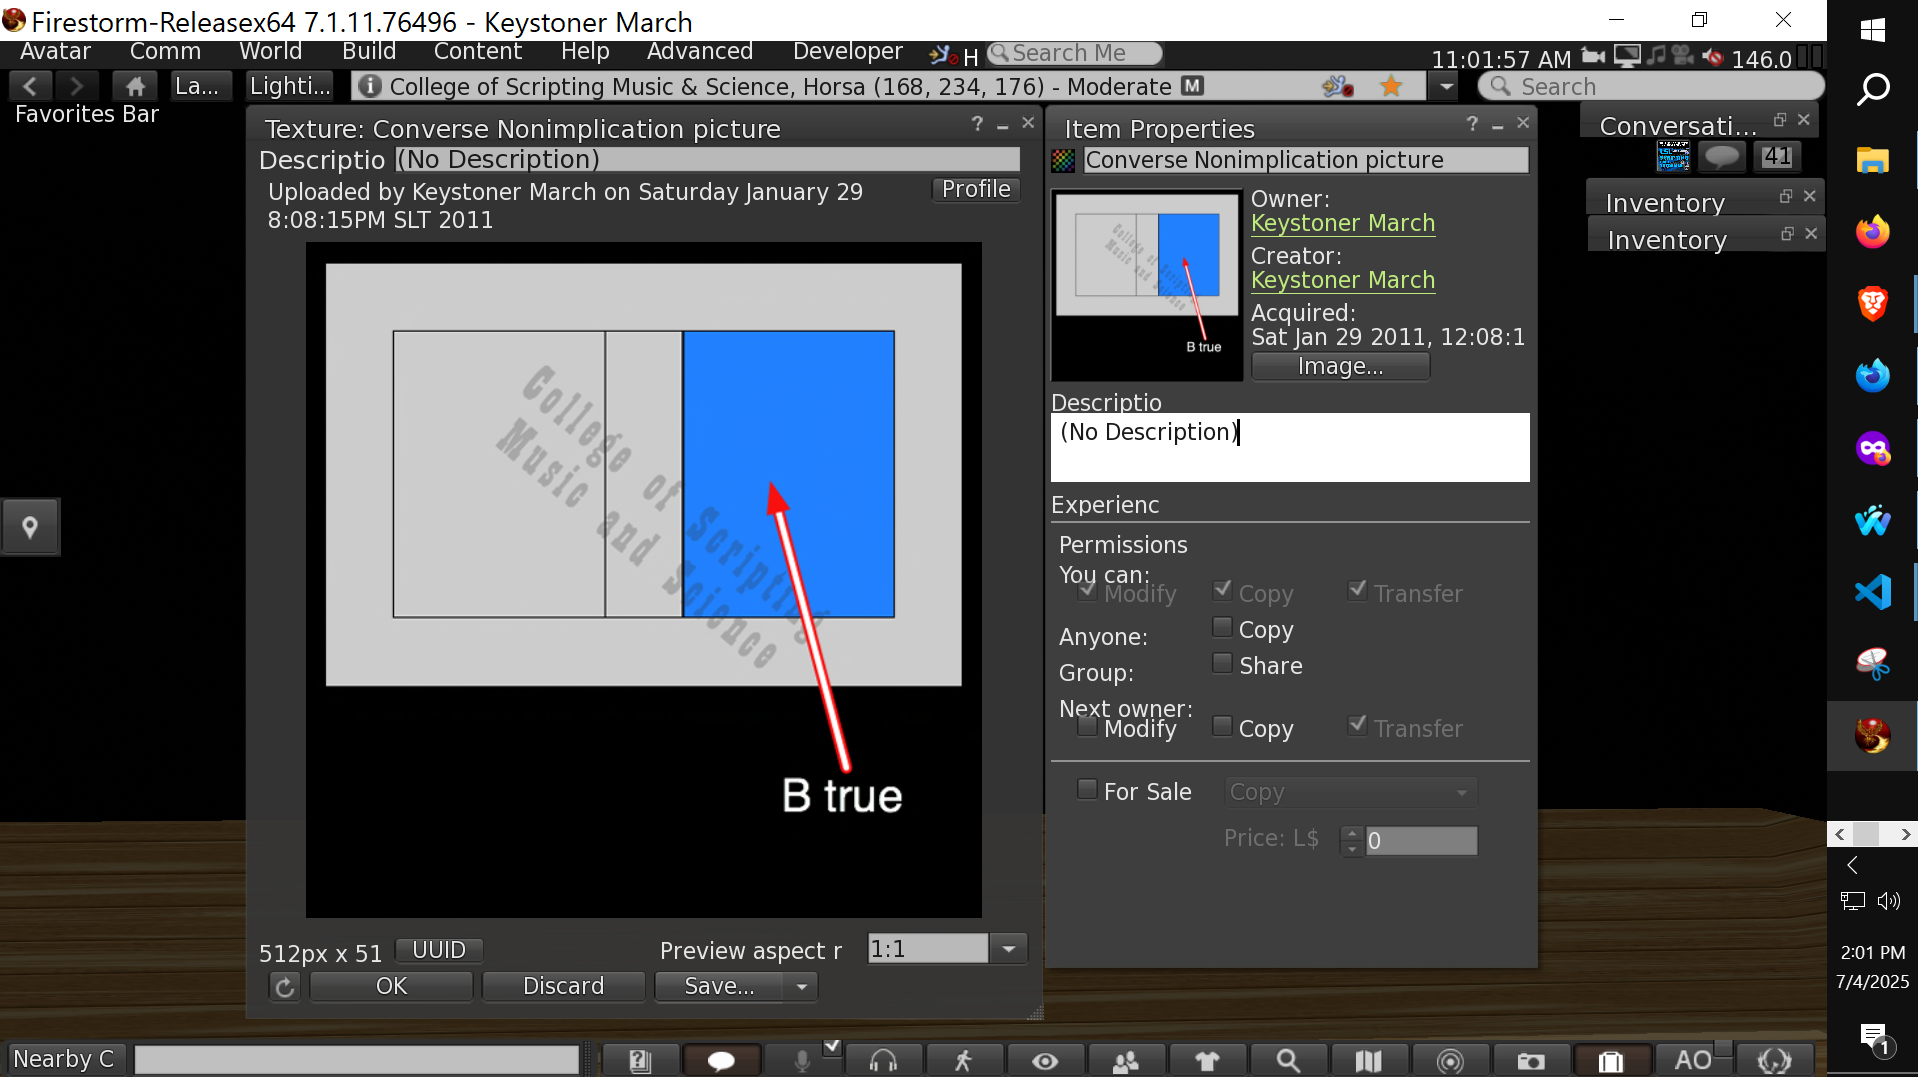 Firestorm-Releasex64 7.1.11.76496 - Keystoner March
Avatar Comm World Build Content Help Advanced Developer H Search Me 11:01:57 AM 146.0
La... Lighti... College of Scripting Music & Science, Horsa (168, 234, 176) - Moderate M Search
Favorites Bar
Texture: Converse Nonimplication picture
Descriptio (No Description)
Uploaded by Keystoner March on Saturday January 29
8:08:15PM SLT 2011
Profile
College of Scripting
Music and Science
B true
512px x 51 UUID Preview aspect r 1:1
OK Discard Save...
Item Properties
Converse Nonimplication picture
College of Scripting
Music and Science
B true
Owner:
Keystoner March
Creator:
Keystoner March
Acquired:
Sat Jan 29 2011, 12:08:1
Image...
Descriptio
(No Description)
Experienc
Permissions
You can:
Modify Copy Transfer
Anyone: Copy
Group: Share
Next owner:
Modify Copy Transfer
For Sale Copy
Price: L$ 0
Conversati...
41
Inventory
Inventory
2:01 PM
7/4/2025
1
Nearby C
AO